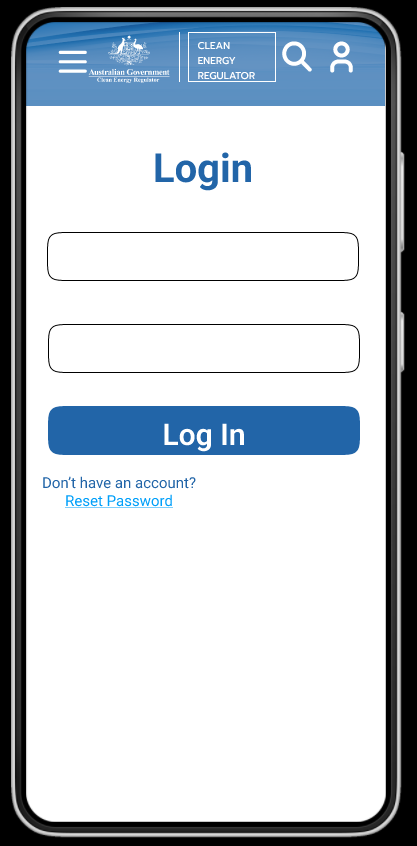 Australian Government
Clean Energy Regulator
CLEAN
ENERGY
REGULATOR
Login
Log In
Don't have an account?
Reset Password